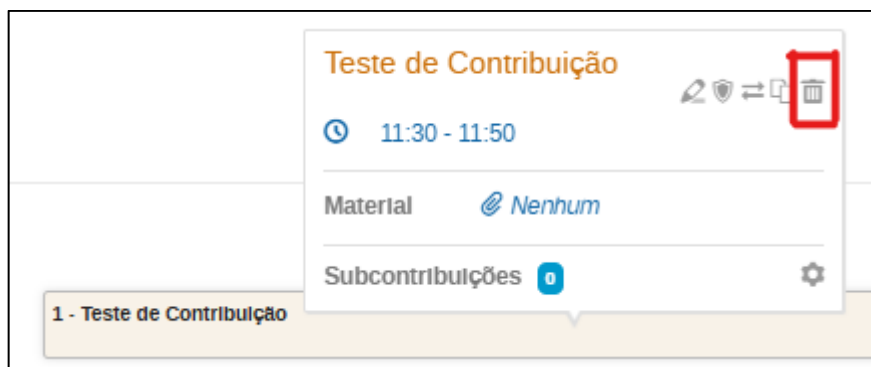 Teste de Contribuição
11:30 - 11:50
Material Nenhum
Subcontribuições 0
1 - Teste de Contribuição